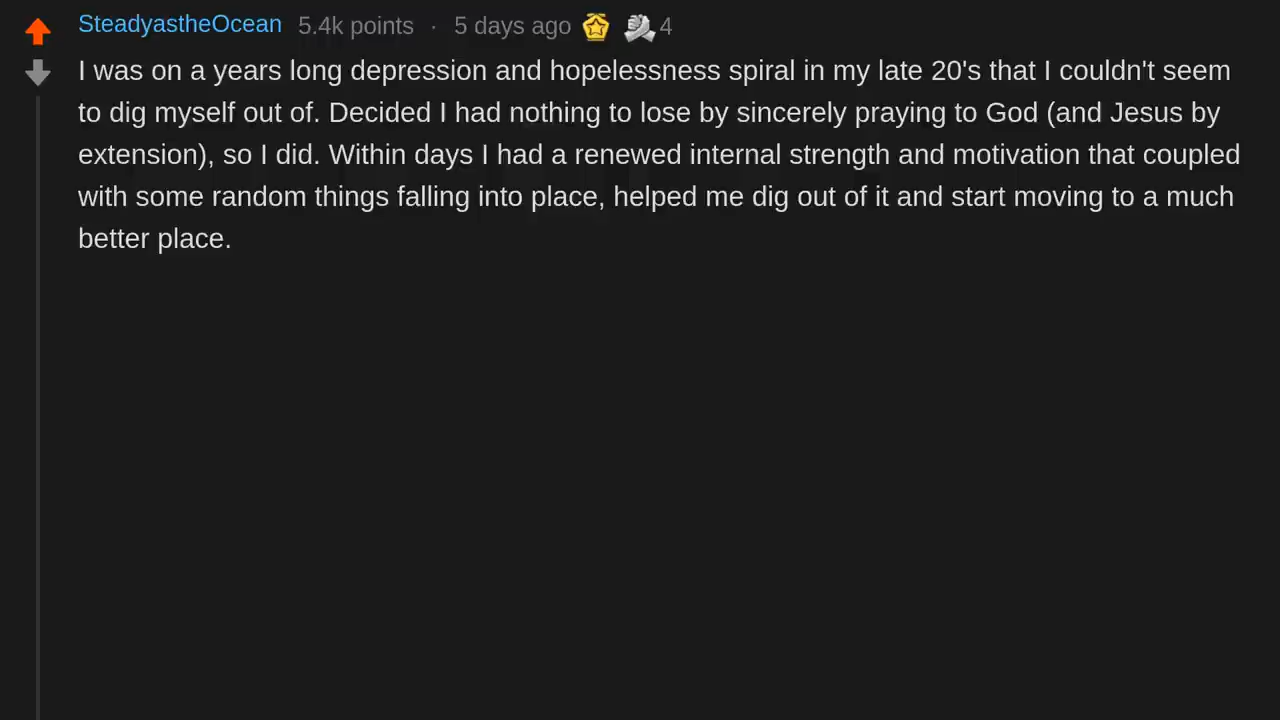 SteadyastheOcean 5.4k points · 5 days ago 4
I was on a years long depression and hopelessness spiral in my late 20's that I couldn't seem
to dig myself out of. Decided I had nothing to lose by sincerely praying to God (and Jesus by
extension), so I did. Within days I had a renewed internal strength and motivation that coupled
with some random things falling into place, helped me dig out of it and start moving to a much
better place.